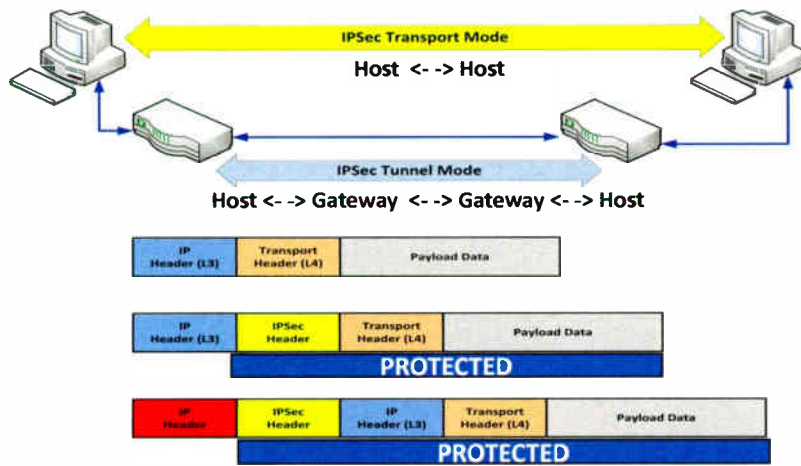 IPSec Transport Mode
Host <--> Host
IPSec Tunnel Mode
Host <--> Gateway <--> Gateway <--> Host
IP Header (L3)
Transport Header (L4)
Payload Data
IP Header (L3)
IPSec Header
Transport Header (L4)
Payload Data
PROTECTED
IP Header
IPSec Header
IP Header (L3)
Transport Header (L4)
Payload Data
PROTECTED